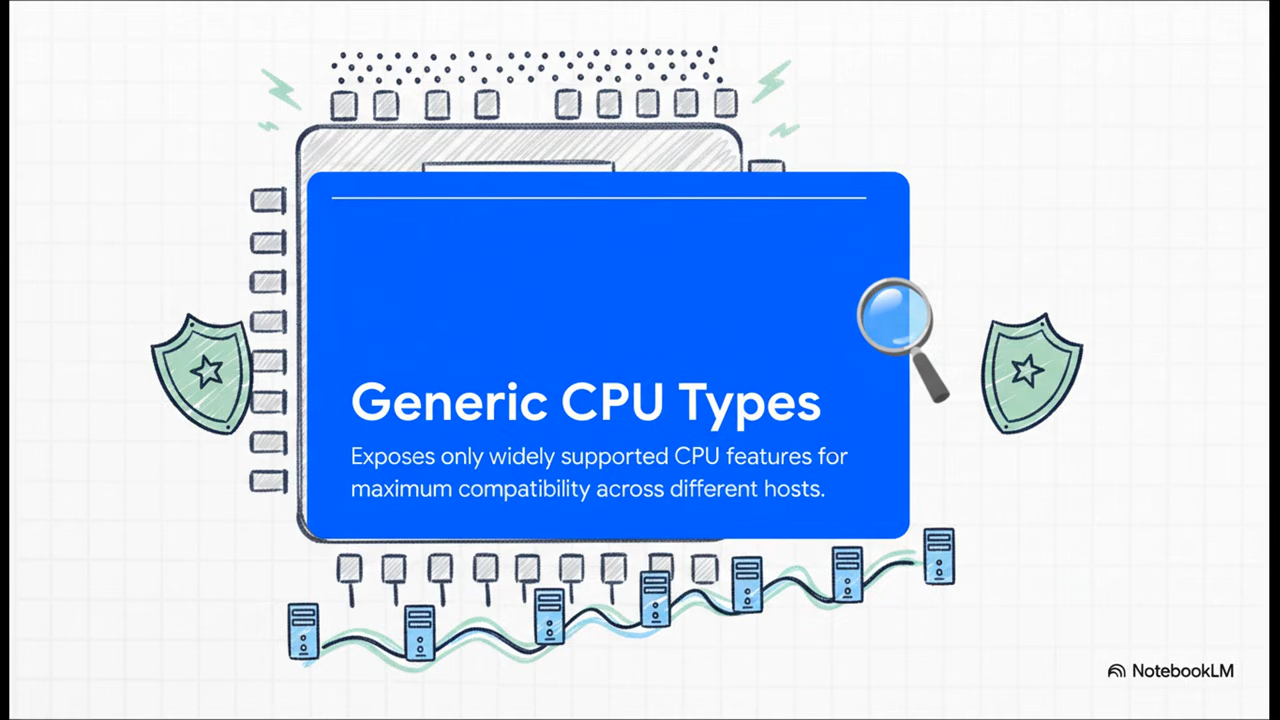 Generic CPU Types
Exposes only widely supported CPU features for
maximum compatibility across different hosts.
NotebookLM